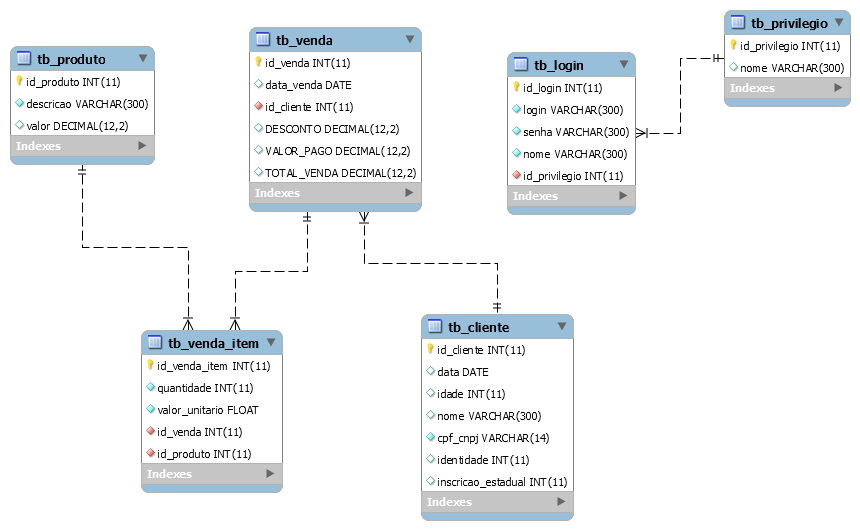 tb_produto
id_produto INT(11)
descricao VARCHAR(300)
valor DECIMAL(12,2)
Indexes
tb_venda
id_venda INT(11)
data_venda DATE
id_cliente INT(11)
DESCONTO DECIMAL(12,2)
VALOR_PAGO DECIMAL(12,2)
TOTAL_VENDA DECIMAL(12,2)
Indexes
tb_login
id_login INT(11)
login VARCHAR(300)
senha VARCHAR(300)
nome VARCHAR(300)
id_privilegio INT(11)
Indexes
tb_privilegio
id_privilegio INT(11)
nome VARCHAR(300)
Indexes
tb_venda_item
id_venda_item INT(11)
quantidade INT(11)
valor_unitario FLOAT
id_venda INT(11)
id_produto INT(11)
Indexes
tb_cliente
id_cliente INT(11)
data DATE
idade INT(11)
nome VARCHAR(300)
cpf_cnpj VARCHAR(14)
identidade INT(11)
inscricao_estadual INT(11)
Indexes